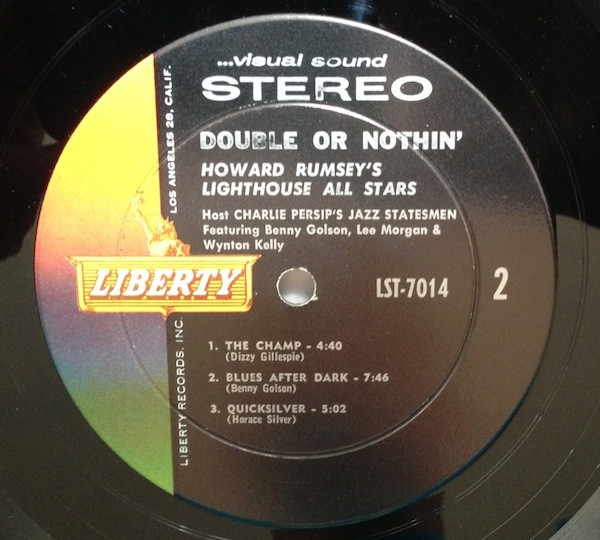 ...visual sound
STEREO
DOUBLE OR NOTHIN'
HOWARD RUMSEY'S
LIGHTHOUSE ALL STARS
Host CHARLIE PERSIP'S JAZZ STATESMEN
Featuring Benny Golson, Lee Morgan &
Wynton Kelly
LIBERTY
LST-7014
2
1. THE CHAMP - 4:40
(Dizzy Gillespie)
2. BLUES AFTER DARK - 7:46
(Benny Golson)
3. QUICKSILVER - 5:02
(Horace Silver)
LIBERTY RECORDS, INC.
LOS ANGELES 28, CALIF.